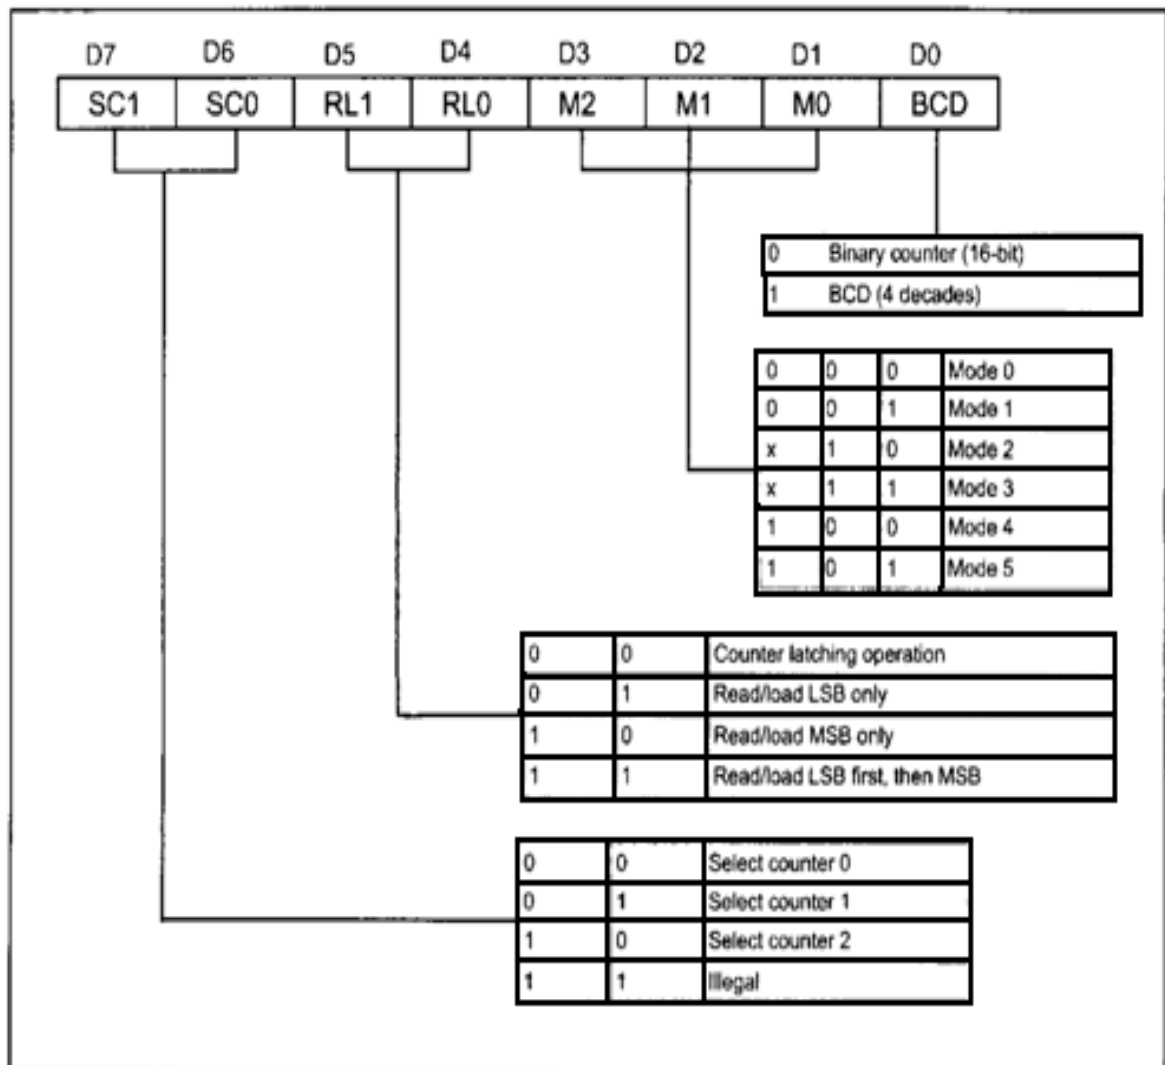 D7 D6 D5 D4 D3 D2 D1 D0
SC1 SC0 RL1 RL0 M2 M1 M0 BCD
0 Binary counter (16-bit)
1 BCD (4 decades)
0 0 0 Mode 0
0 0 1 Mode 1
x 1 0 Mode 2
x 1 1 Mode 3
1 0 0 Mode 4
1 0 1 Mode 5
0 0 Counter latching operation
0 1 Read/load LSB only
1 0 Read/load MSB only
1 1 Read/load LSB first, then MSB
0 0 Select counter 0
0 1 Select counter 1
1 0 Select counter 2
1 1 Illegal